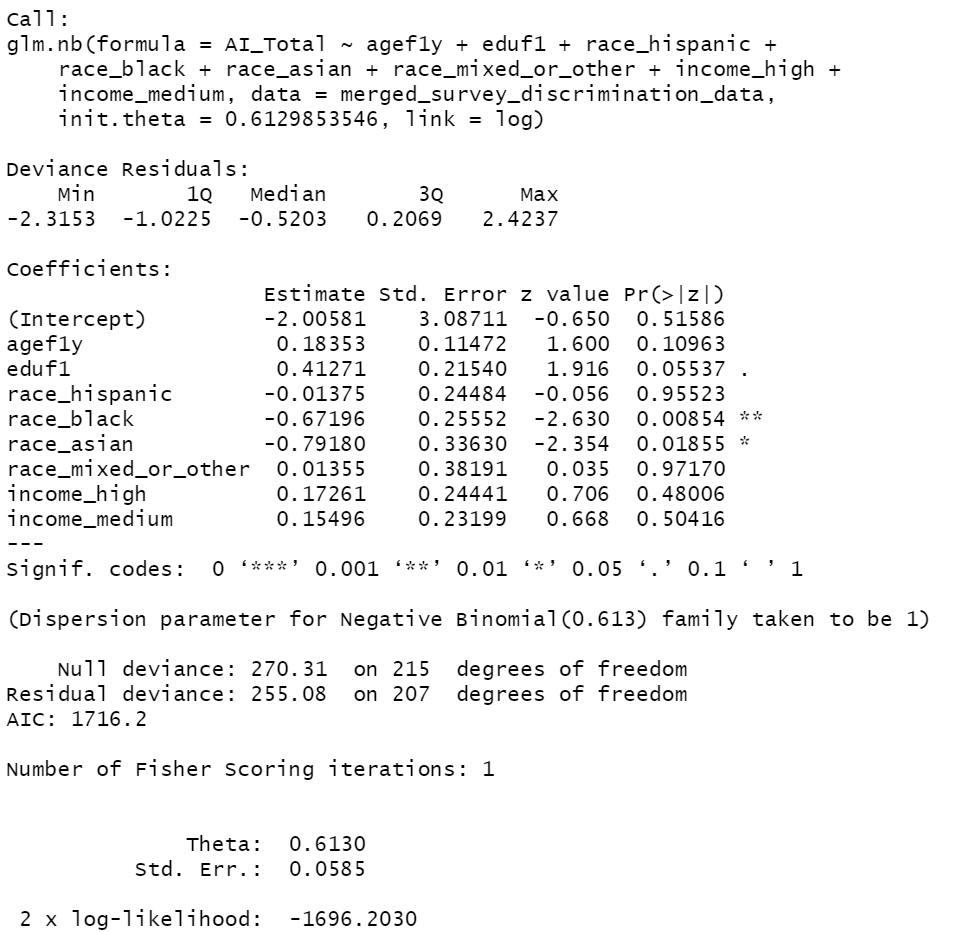 Call:
glm.nb(formula = AI_Total ~ agef1y + eduf1 + race_hispanic +
    race_black + race_asian + race_mixed_or_other + income_high +
    income_medium, data = merged_survey_discrimination_data,
    init.theta = 0.6129853546, link = log)

Deviance Residuals:
    Min       1Q   Median       3Q      Max
-2.3153  -1.0225  -0.5203   0.2069   2.4237

Coefficients:
                    Estimate Std. Error z value Pr(>|z|)
(Intercept)         -2.00581    3.08711  -0.650  0.51586
agef1y               0.18353    0.11472   1.600  0.10963
eduf1                0.41271    0.21540   1.916  0.05537 .
race_hispanic       -0.01375    0.24484  -0.056  0.95523
race_black          -0.67196    0.25552  -2.630  0.00854 **
race_asian          -0.79180    0.33630  -2.354  0.01855 *
race_mixed_or_other  0.01355    0.38191   0.035  0.97170
income_high          0.17261    0.24441   0.706  0.48006
income_medium        0.15496    0.23199   0.668  0.50416
---
Signif. codes:  0 ‘***’ 0.001 ‘**’ 0.01 ‘*’ 0.05 ‘.’ 0.1 ‘ ’ 1

(Dispersion parameter for Negative Binomial(0.613) family taken to be 1)

    Null deviance: 270.31  on 215  degrees of freedom
Residual deviance: 255.08  on 207  degrees of freedom
AIC: 1716.2

Number of Fisher Scoring iterations: 1


              Theta:  0.6130
          Std. Err.:  0.0585

 2 x log-likelihood:  -1696.2030